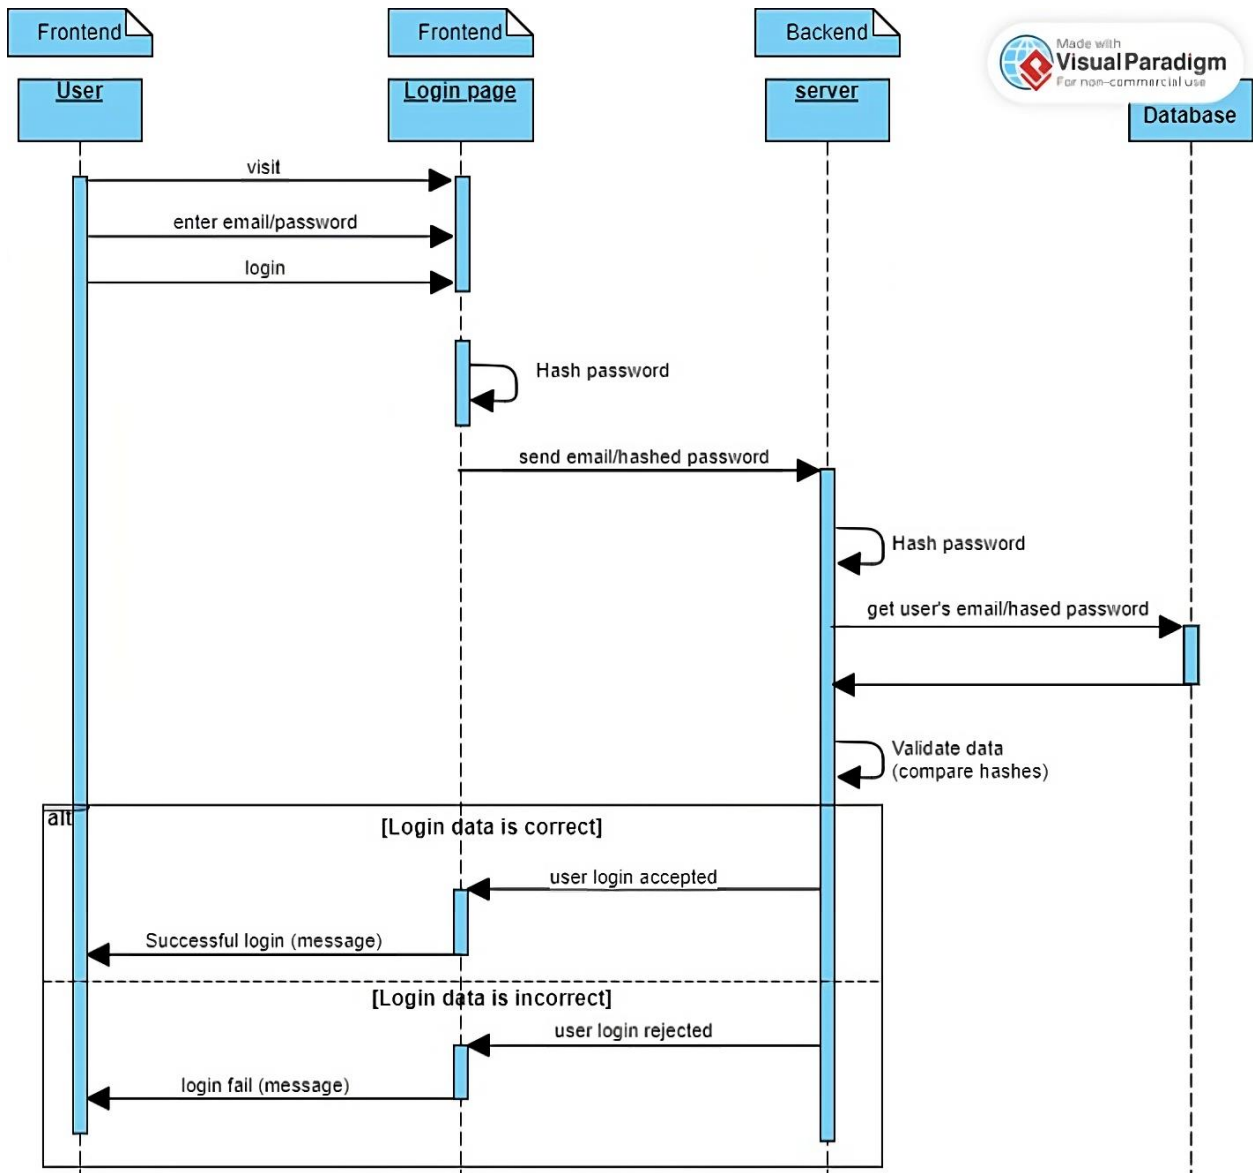 Frontend
Frontend
Backend
Made with
Visual Paradigm
For non-commercial use
User
Login page
server
Database
visit
enter email/password
login
Hash password
send email/hashed password
Hash password
get user's email/hased password
Validate data
(compare hashes)
alt
[Login data is correct]
user login accepted
Successful login (message)
[Login data is incorrect]
user login rejected
login fail (message)